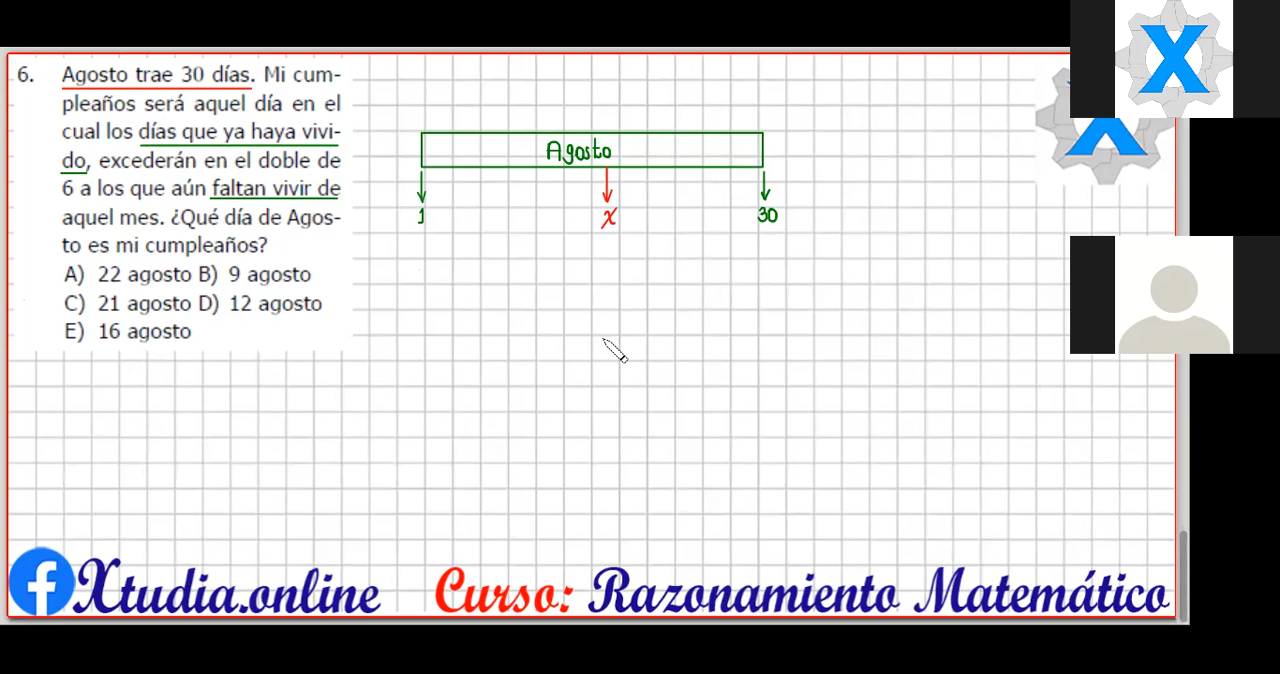 6. Agosto trae 30 días. Mi cum-
pleaños será aquel día en el
cual los días que ya haya vivi-
do, excederán en el doble de
6 a los que aún faltan vivir de
aquel mes. ¿Qué día de Agos-
to es mi cumpleaños?
A) 22 agosto B) 9 agosto
C) 21 agosto D) 12 agosto
E) 16 agosto
Agosto
1 x 30
X
X
f Xtudia.online Curso: Razonamiento Matemático